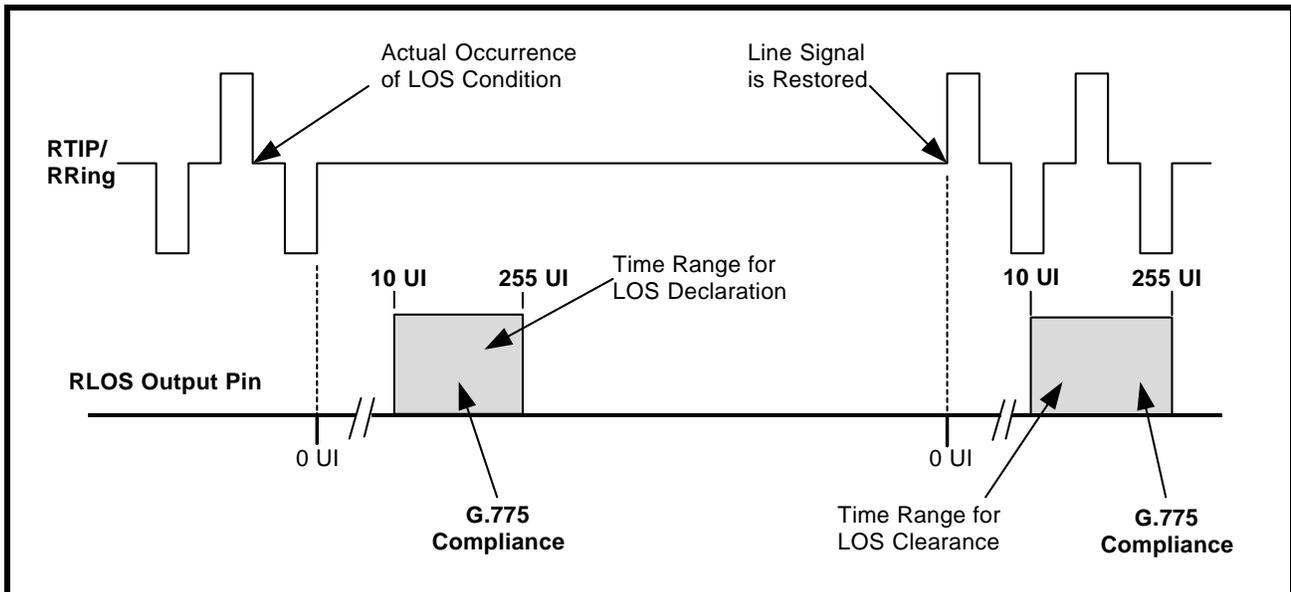 Actual Occurrence
of LOS Condition
Line Signal
is Restored
RTIP/
RRing
10 UI
255 UI
Time Range for
LOS Declaration
10 UI
255 UI
RLOS Output Pin
0 UI
0 UI
G.775
Compliance
Time Range for
LOS Clearance
G.775
Compliance